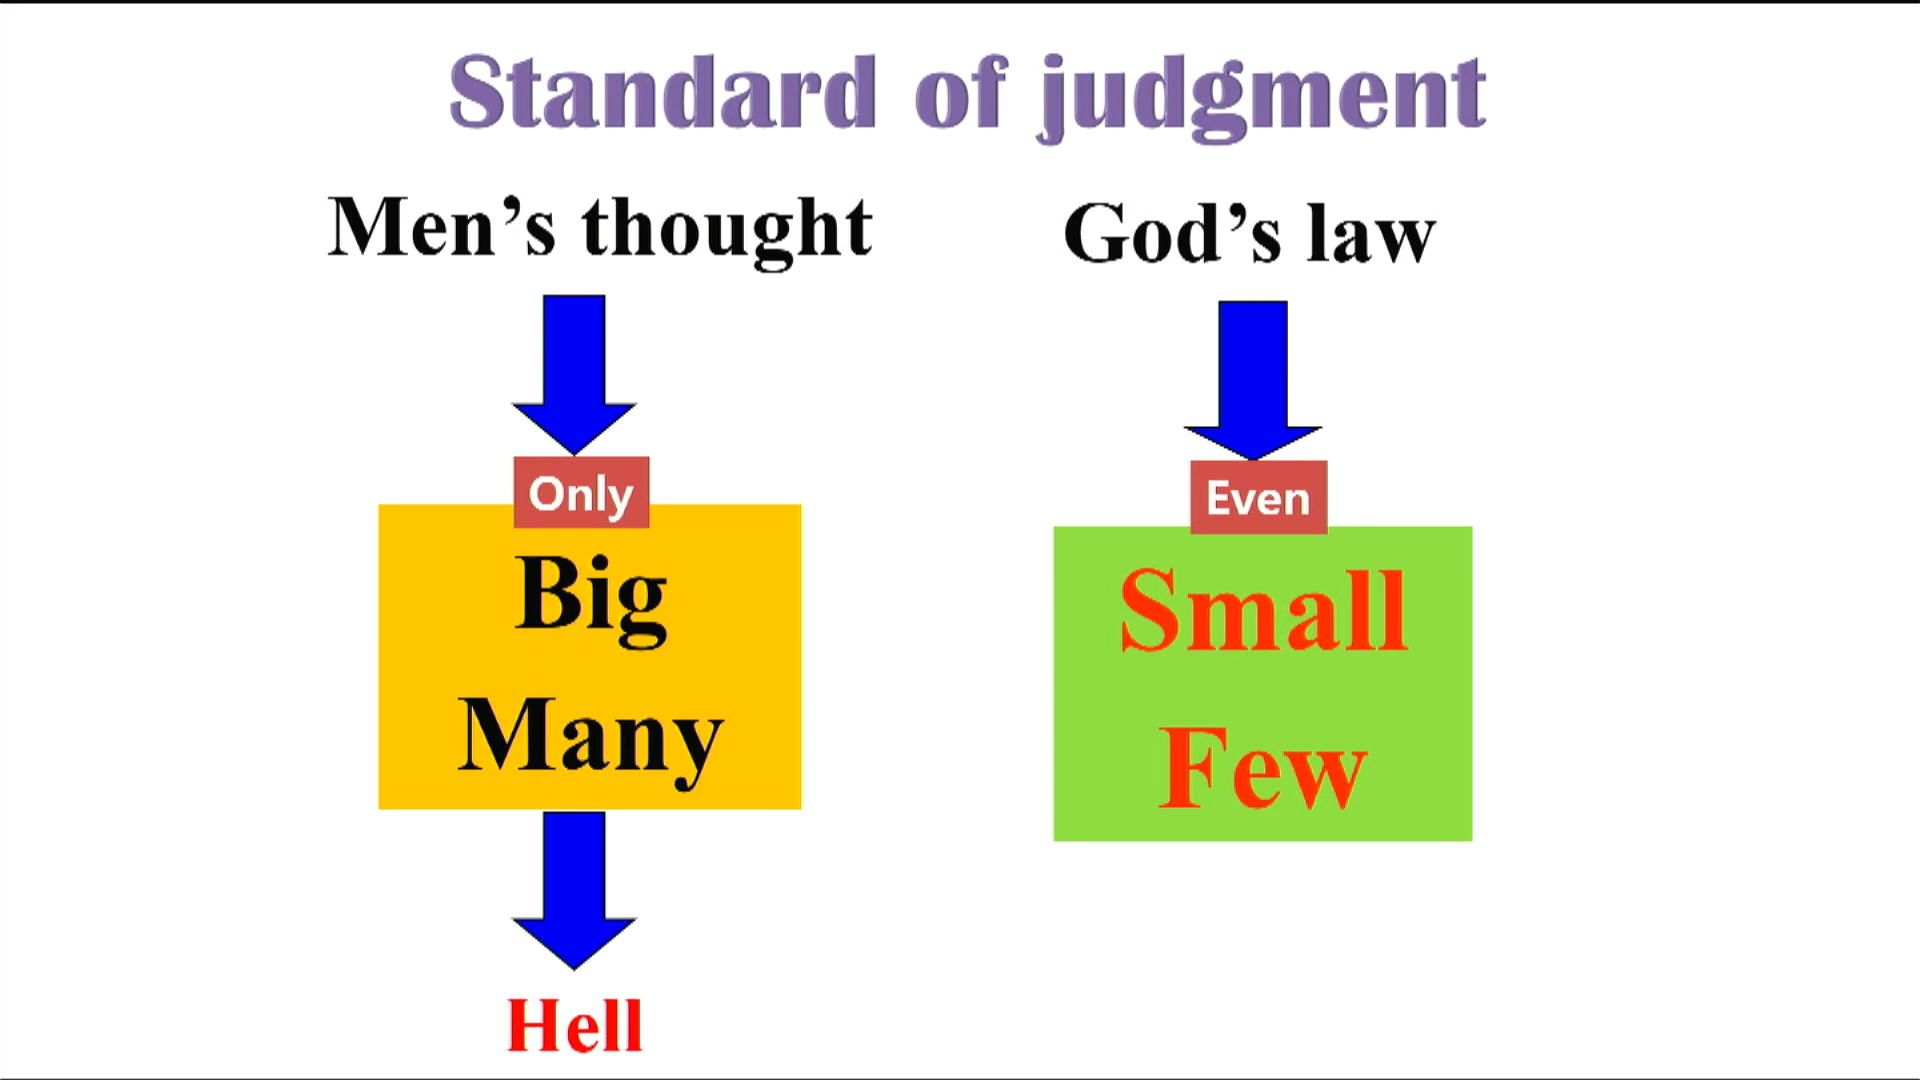 Standard of judgment
Men’s thought
God’s law
Only
Big
Many
Hell
Even
Small
Few